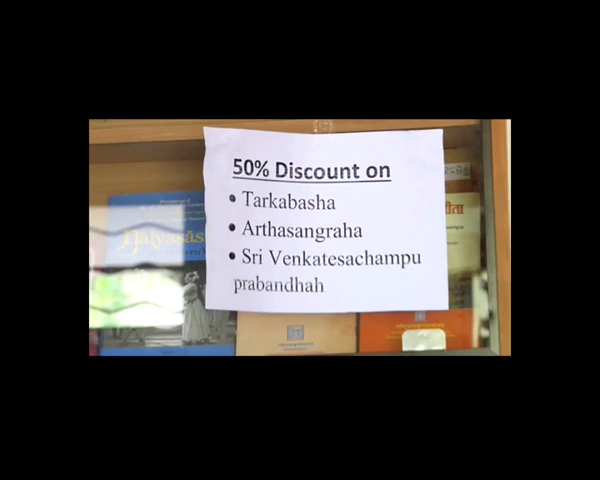 50% Discount on
• Tarkabasha
• Arthasangraha
• Sri Venkatesachampu
prabandhah